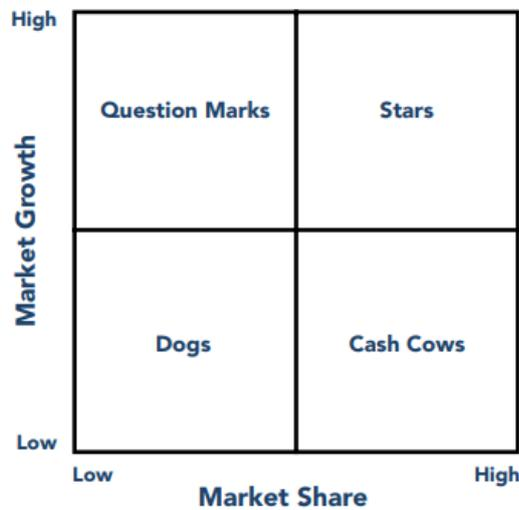 High
Question Marks
Stars
Market Growth
Dogs
Cash Cows
Low
Low
High
Market Share